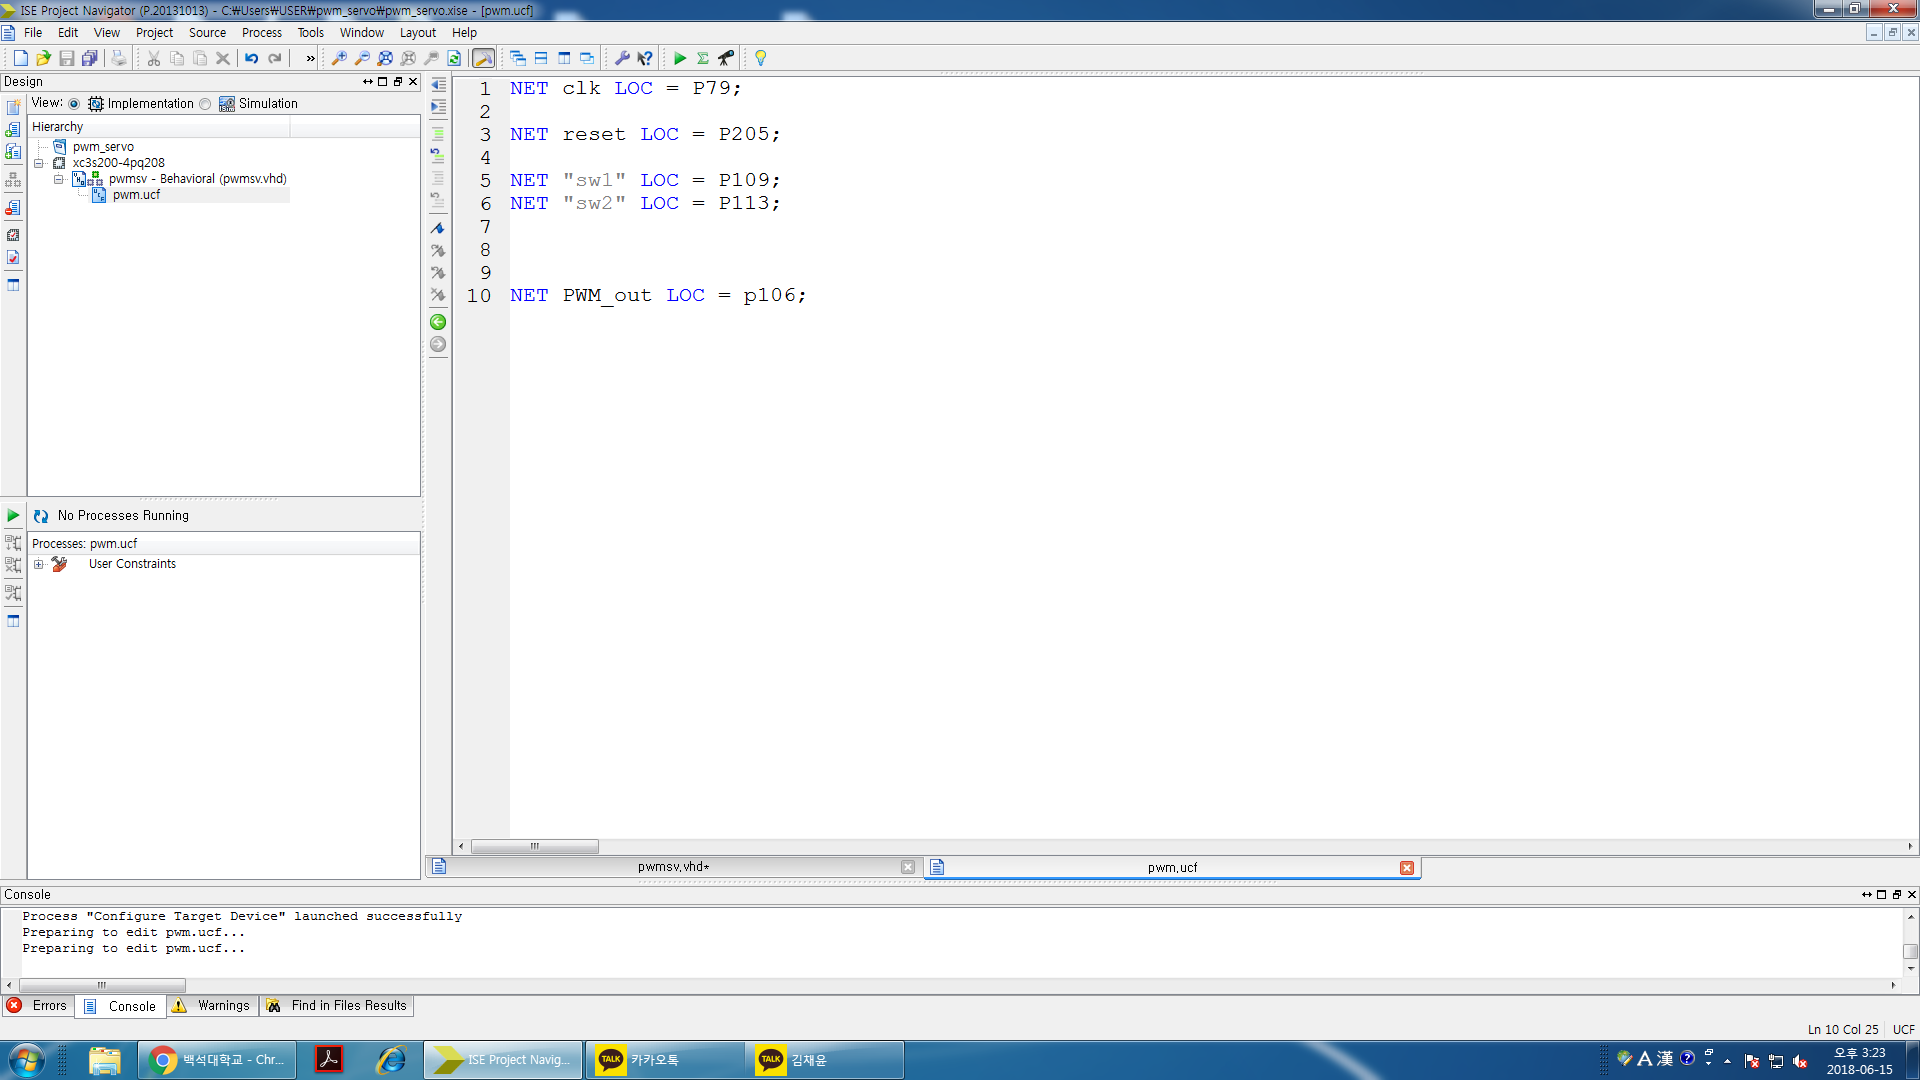 ISE Project Navigator (P.20131013) - C:₩Users₩USER₩pwm_servo₩pwm_servo.xise - [pwm.ucf]
File Edit View Project Source Process Tools Window Layout Help
Design
View: Implementation Simulation
Hierarchy
pwm_servo
xc3s200-4pq208
pwmsv - Behavioral (pwmsv.vhd)
pwm.ucf
No Processes Running
Processes: pwm.ucf
User Constraints
1 NET clk LOC = P79;
2
3 NET reset LOC = P205;
4
5 NET "sw1" LOC = P109;
6 NET "sw2" LOC = P113;
7
8
9
10 NET PWM_out LOC = p106;
pwmsv.vhd* pwm.ucf
Console
Process "Configure Target Device" launched successfully
Preparing to edit pwm.ucf...
Preparing to edit pwm.ucf...
Errors Console Warnings Find in Files Results
Ln 10 Col 25 UCF
백석대학교 - Chr... ISE Project Navig... TALK 카카오톡 TALK 김채윤
A 漢
오후 3:23
2018-06-15